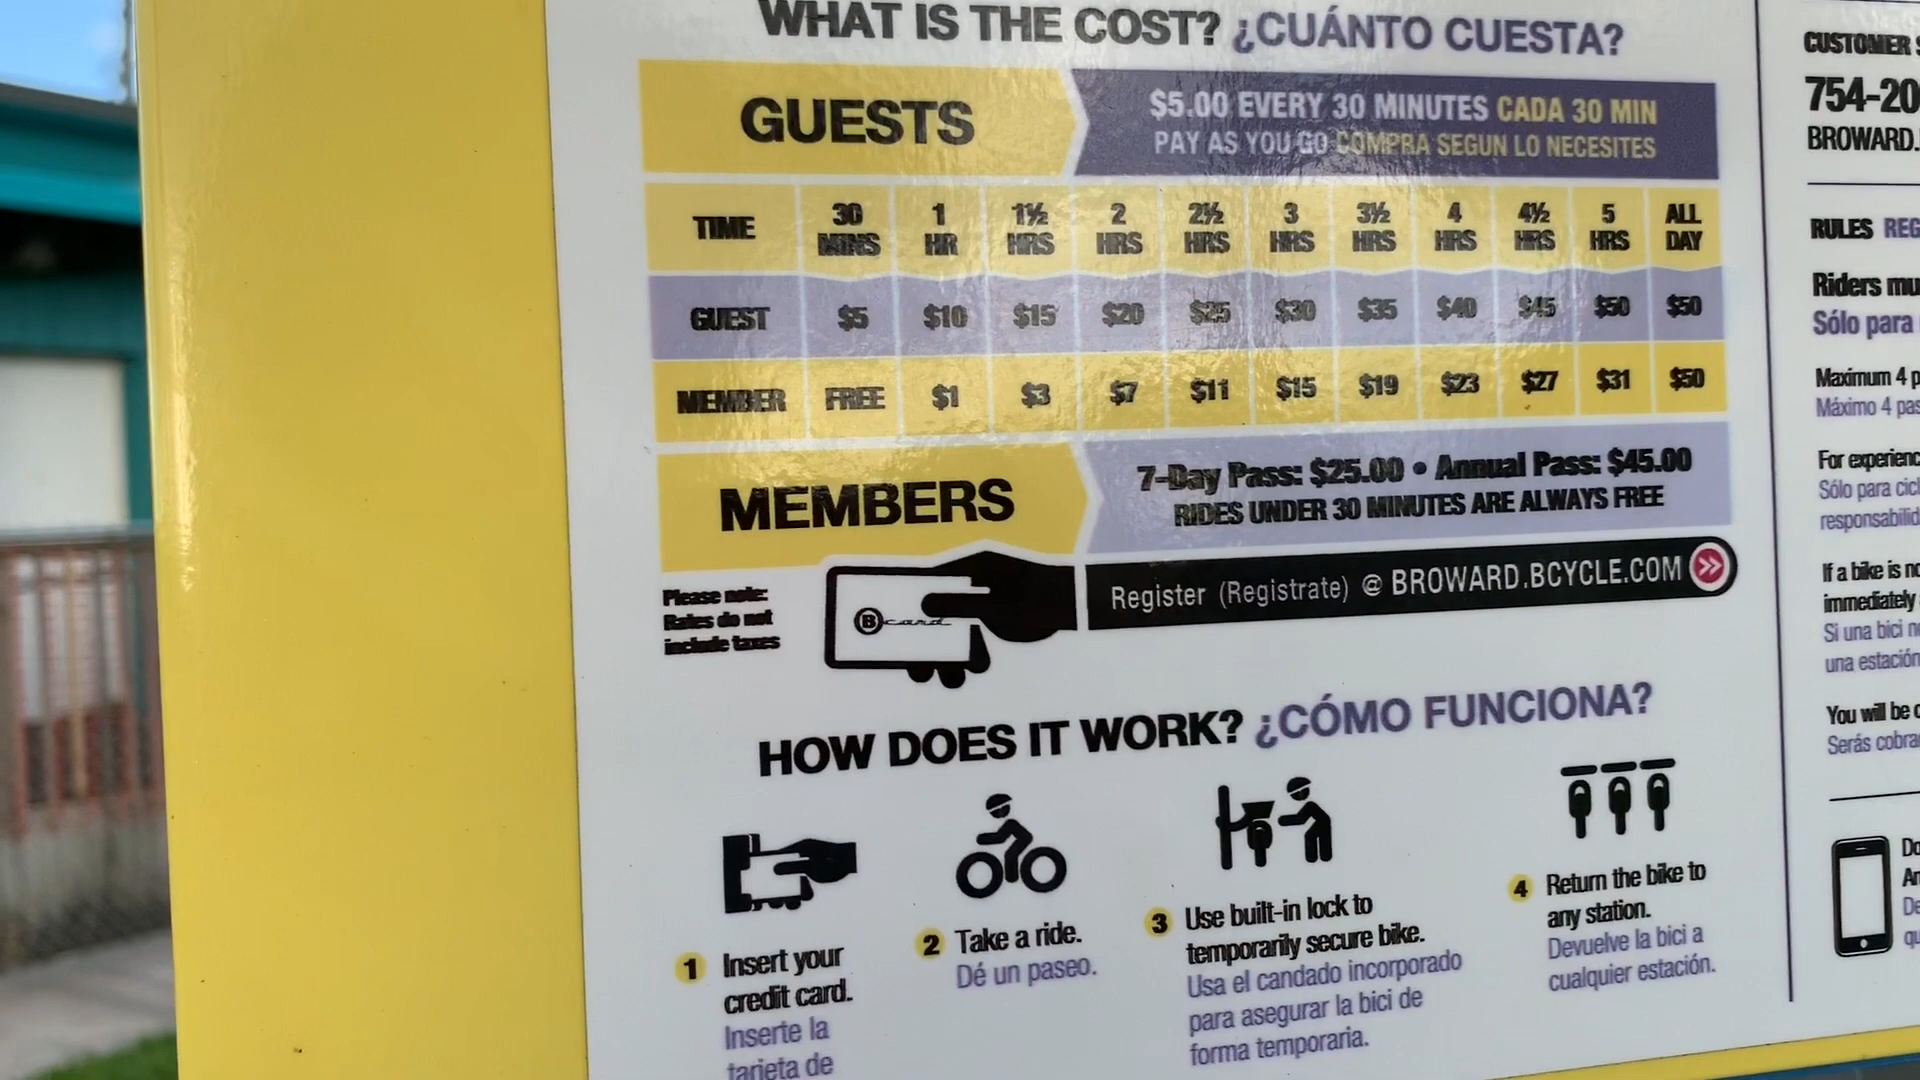 WHAT IS THE COST? ¿CUÁNTO CUESTA?
GUESTS
$5.00 EVERY 30 MINUTES CADA 30 MIN
PAY AS YOU GO COMPRA SEGUN LO NECESITES
TIME 30 MINS 1 HR 1½ HRS 2 HRS 2½ HRS 3 HRS 3½ HRS 4 HRS 4½ HRS 5 HRS ALL DAY
GUEST $5 $10 $15 $20 $25 $30 $35 $40 $45 $50 $50
MEMBER FREE $1 $3 $7 $11 $15 $19 $23 $27 $31 $50
MEMBERS
7-Day Pass: $25.00 • Annual Pass: $45.00
RIDES UNDER 30 MINUTES ARE ALWAYS FREE
Please note:
Rates do not
include taxes
B card
Register (Registrate) @ BROWARD.BCYCLE.COM
HOW DOES IT WORK? ¿CÓMO FUNCIONA?
1 Insert your
credit card.
Inserte la
tarjeta de
2 Take a ride.
Dé un paseo.
3 Use built-in lock to
temporarily secure bike.
Usa el candado incorporado
para asegurar la bici de
forma temporaria.
4 Return the bike to
any station.
Devuelve la bici a
cualquier estación.
CUSTOMER
754-20
BROWARD.
RULES REG
Riders mu
Sólo para
Maximum 4 p
Máximo 4 pas
For experienc
Sólo para cicl
responsabilid
If a bike is no
immediately
Si una bici n
una estación
You will be c
Serás cobra
Do
An
De
qu